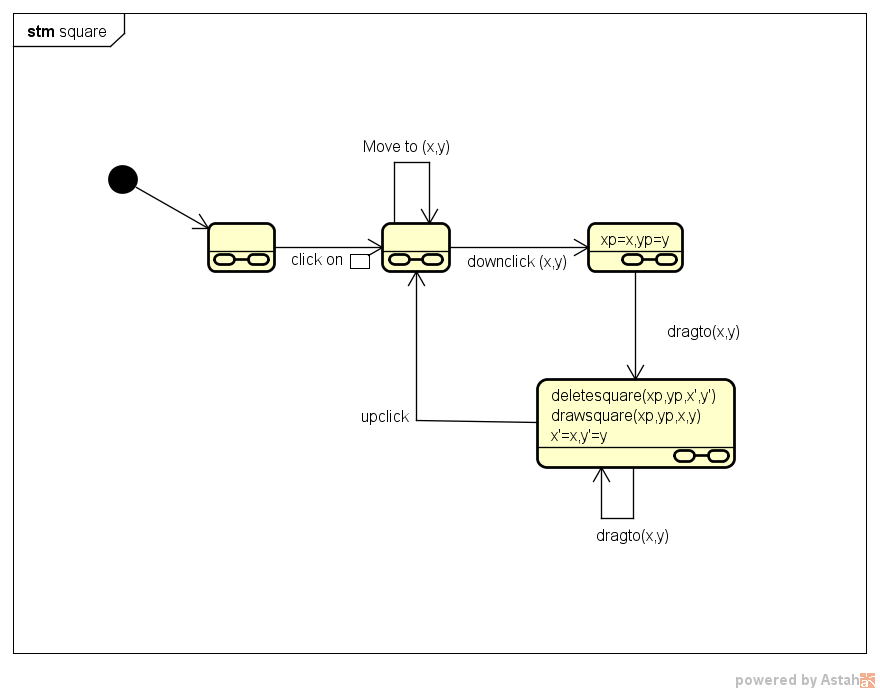 stm square
Move to (x,y)
click on
downclick (x,y)
xp=x,yp=y
dragto(x,y)
deletesquare(xp,yp,x',y')
drawsquare(xp,yp,x,y)
x'=x,y'=y
upclick
dragto(x,y)
powered by Astah